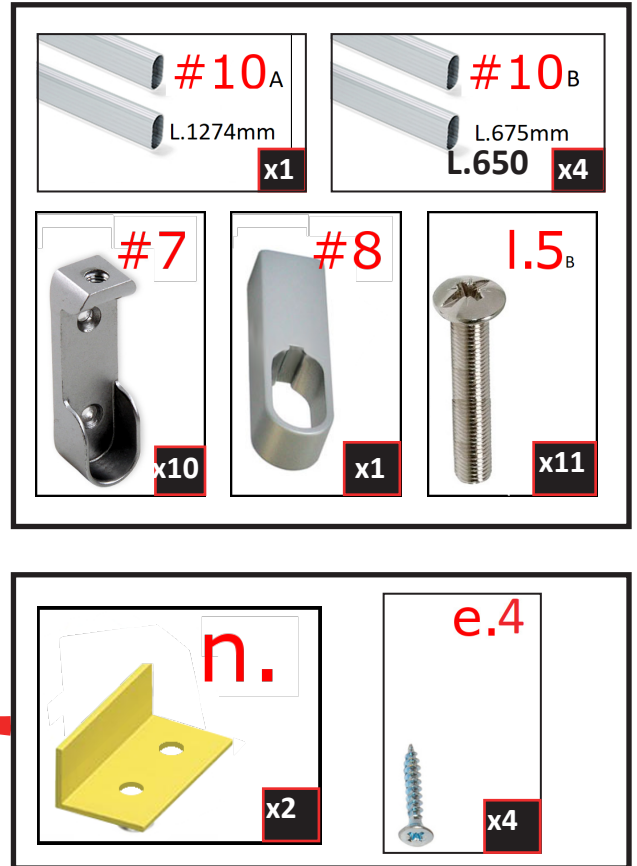 #10A
L.1274mm
x1
#10B
L.675mm
L.650
x4
#7
x10
#8
x1
l.5B
x11
n.
x2
e.4
x4